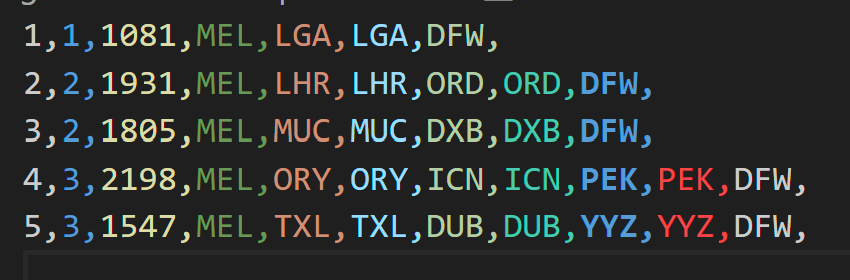 1,1,1081,MEL,LGA,LGA,DFW,
2,2,1931,MEL,LHR,LHR,ORD,ORD,DFW,
3,2,1805,MEL,MUC,MUC,DXB,DXB,DFW,
4,3,2198,MEL,ORY,ORY,ICN,ICN,PEK,PEK,DFW,
5,3,1547,MEL,TXL,TXL,DUB,DUB,YYZ,YYZ,DFW,